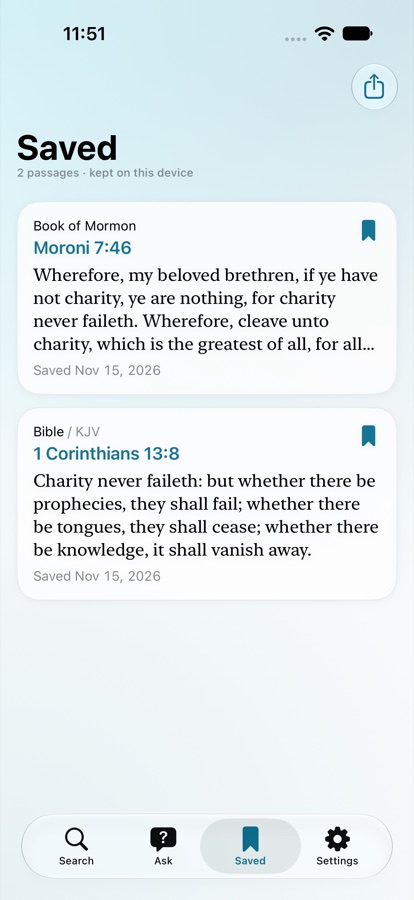 11:51
Saved
2 passages · kept on this device
Book of Mormon
Moroni 7:46
Wherefore, my beloved brethren, if ye have
not charity, ye are nothing, for charity
never faileth. Wherefore, cleave unto
charity, which is the greatest of all, for all...
Saved Nov 15, 2026
Bible / KJV
1 Corinthians 13:8
Charity never faileth: but whether there be
prophecies, they shall fail; whether there
be tongues, they shall cease; whether there
be knowledge, it shall vanish away.
Saved Nov 15, 2026
Search Ask Saved Settings